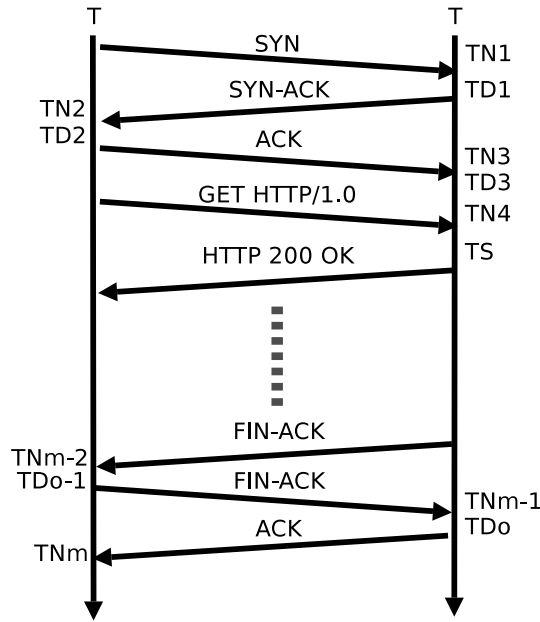 T T
SYN
TN1
SYN-ACK
TD1
TN2
TD2
ACK
TN3
TD3
GET HTTP/1.0
TN4
HTTP 200 OK
TS
FIN-ACK
TNm-2
TDo-1
FIN-ACK
TNm-1
TDo
ACK
TNm